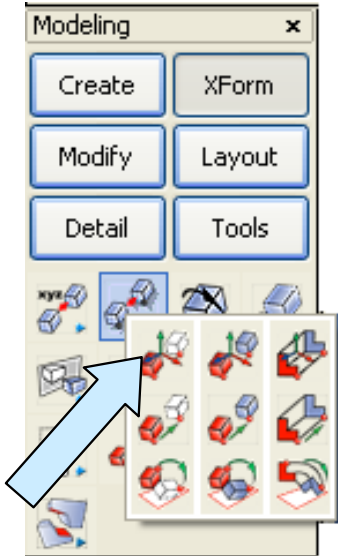 Modeling x
Create XForm
Modify Layout
Detail Tools
xyz